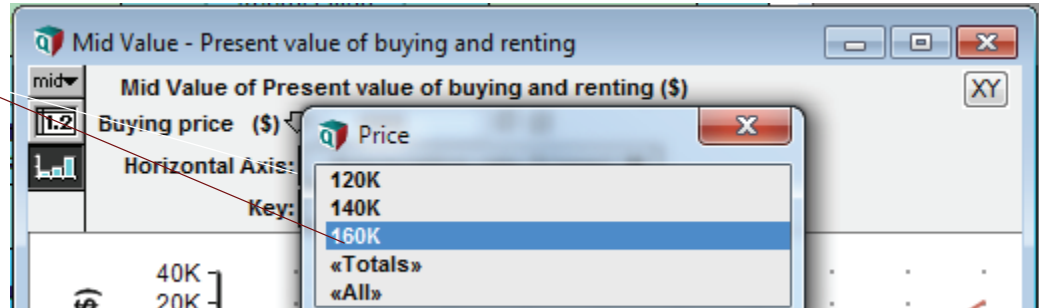 Mid Value - Present value of buying and renting
mid
Mid Value of Present value of buying and renting ($)
XY
1.2
Buying price ($)
Price
Horizontal Axis:
120K
Key:
140K
160K
«Totals»
«All»
40K
20K
($)